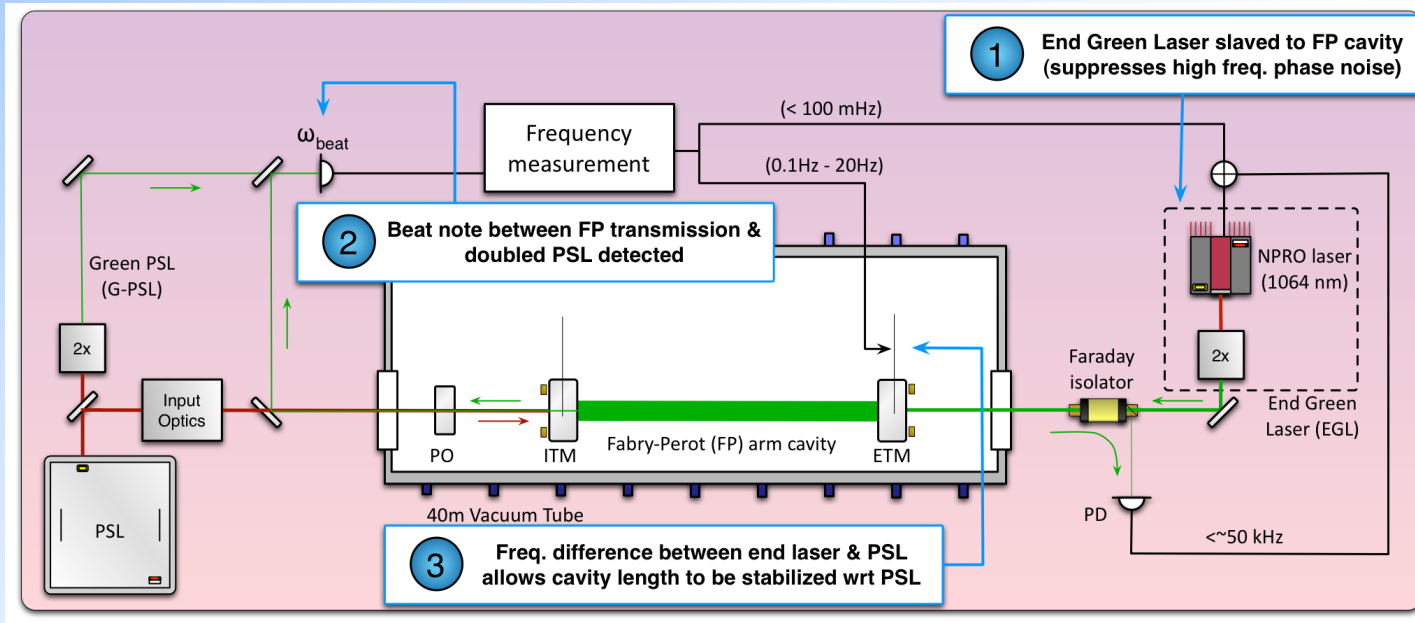 1
End Green Laser slaved to FP cavity
(suppresses high freq. phase noise)
(< 100 mHz)
ωbeat
Frequency
measurement
(0.1Hz - 20Hz)
2
Beat note between FP transmission &
doubled PSL detected
Green PSL
(G-PSL)
NPRO laser
(1064 nm)
2x
2x
Faraday
isolator
Input
Optics
End Green
Laser (EGL)
PO
ITM
Fabry-Perot (FP) arm cavity
ETM
PSL
40m Vacuum Tube
PD
<~50 kHz
3
Freq. difference between end laser & PSL
allows cavity length to be stabilized wrt PSL